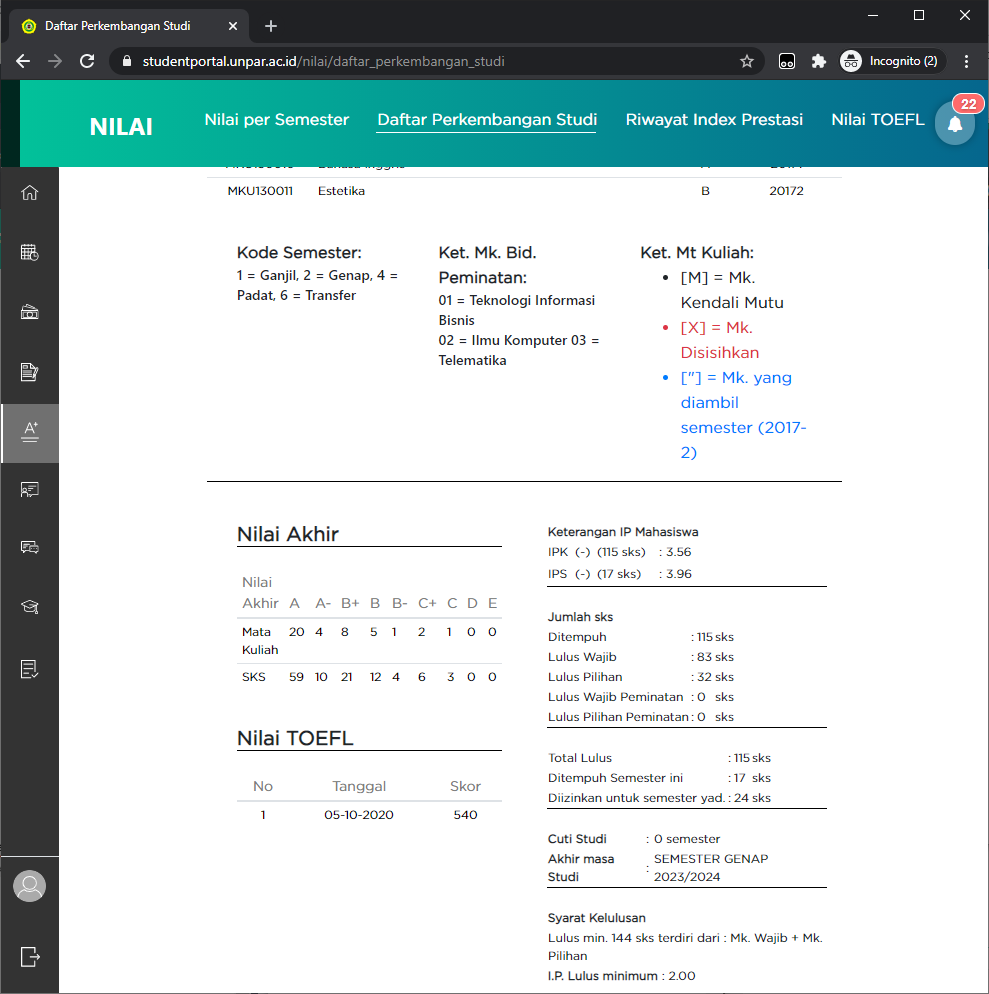 Daftar Perkembangan Studi
studentportal.unpar.ac.id/nilai/daftar_perkembangan_studi
Incognito (2)
NILAI
Nilai per Semester
Daftar Perkembangan Studi
Riwayat Index Prestasi
Nilai TOEFL
22
MKU130011 Estetika B 20172
Kode Semester:
1 = Ganjil, 2 = Genap, 4 =
Padat, 6 = Transfer
Ket. Mk. Bid.
Peminatan:
01 = Teknologi Informasi
Bisnis
02 = Ilmu Komputer 03 =
Telematika
Ket. Mt Kuliah:
• [M] = Mk.
Kendali Mutu
• [X] = Mk.
Disisihkan
• ["] = Mk. yang
diambil
semester (2017-
2)
Nilai Akhir
Nilai
Akhir A A- B+ B B- C+ C D E
Mata 20 4 8 5 1 2 1 0 0
Kuliah
SKS 59 10 21 12 4 6 3 0 0
Nilai TOEFL
No Tanggal Skor
1 05-10-2020 540
Keterangan IP Mahasiswa
IPK (-) (115 sks) : 3.56
IPS (-) (17 sks) : 3.96
Jumlah sks
Ditempuh : 115 sks
Lulus Wajib : 83 sks
Lulus Pilihan : 32 sks
Lulus Wajib Peminatan : 0 sks
Lulus Pilihan Peminatan : 0 sks
Total Lulus : 115 sks
Ditempuh Semester ini : 17 sks
Diizinkan untuk semester yad. : 24 sks
Cuti Studi : 0 semester
Akhir masa : SEMESTER GENAP
Studi 2023/2024
Syarat Kelulusan
Lulus min. 144 sks terdiri dari : Mk. Wajib + Mk.
Pilihan
I.P. Lulus minimum : 2.00